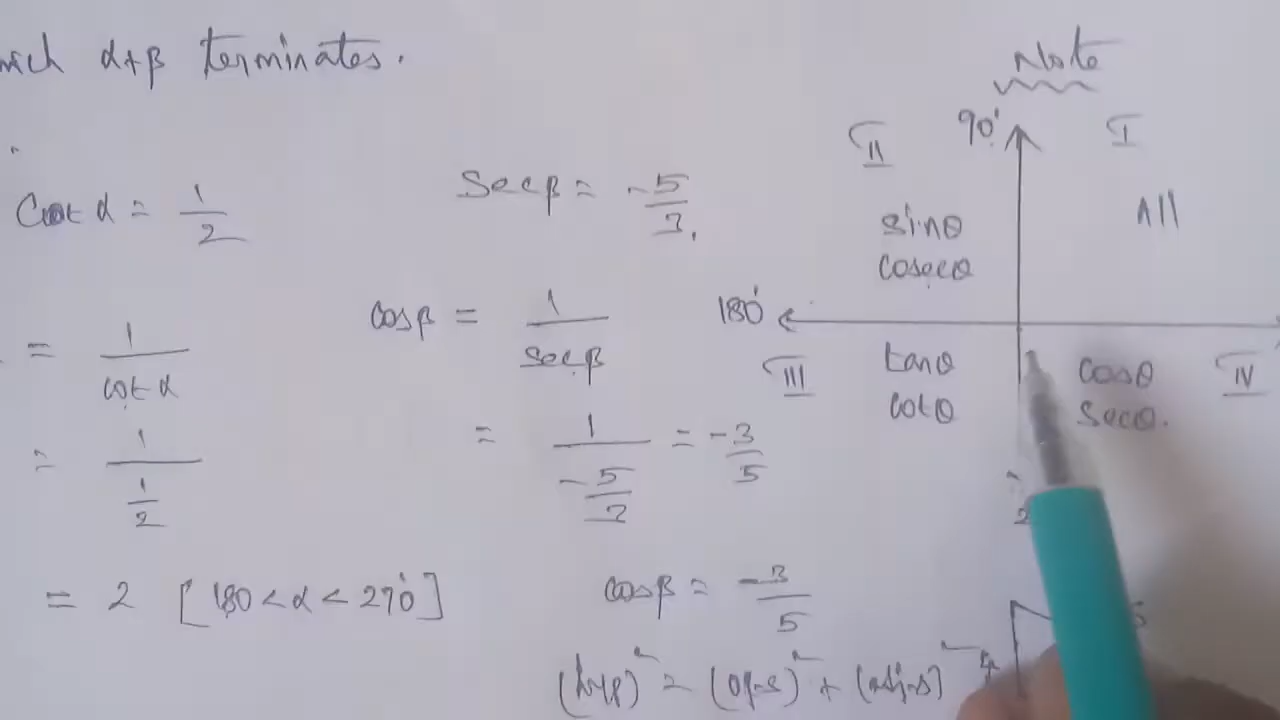 α+β terminates.
Cot α = 1/2
= 1/cot α
= 1/(1/2)
= 2 [180 < α < 270°]
Sec β = -5/3.
cos β = 1/sec β
= 1/(-5/3) = -3/5
cos β = -3/5
(hyp)² = (op.s)² + (adj.s)²
Note
90°
II
I
sinθ
cosecθ
All
180°
III
tanθ
cotθ
cosθ
secθ.
IV